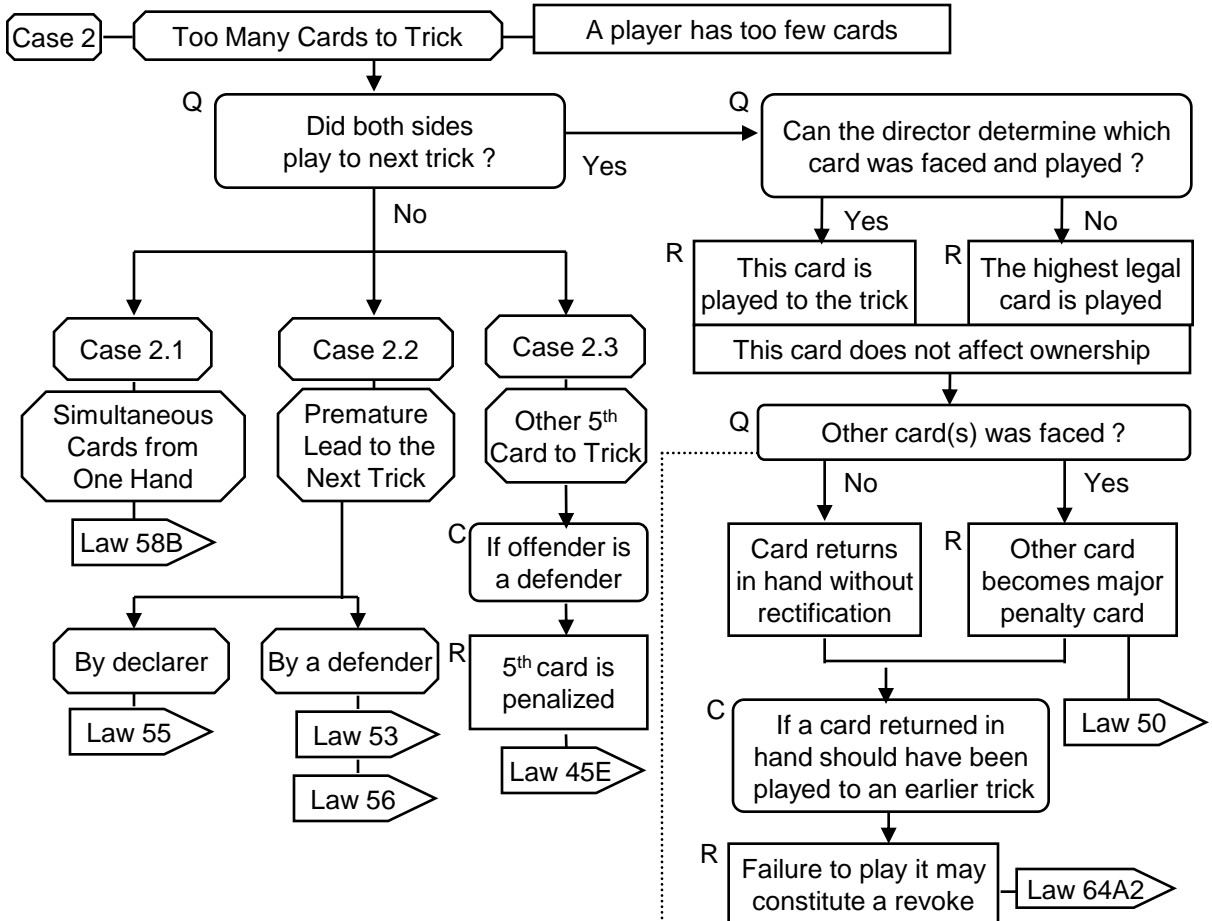 Case 2
Too Many Cards to Trick
A player has too few cards
Q
Did both sides
play to next trick ?
Yes
No
Q
Can the director determine which
card was faced and played ?
Yes
No
R
This card is
played to the trick
R
The highest legal
card is played
This card does not affect ownership
Case 2.1
Simultaneous
Cards from
One Hand
Law 58B
Case 2.2
Premature
Lead to the
Next Trick
By declarer
Law 55
By a defender
Law 53
Law 56
Case 2.3
Other 5th
Card to Trick
C
If offender is
a defender
R
5th card is
penalized
Law 45E
Q
Other card(s) was faced ?
No
Yes
Card returns
in hand without
rectification
R
Other card
becomes major
penalty card
Law 50
C
If a card returned in
hand should have been
played to an earlier trick
R
Failure to play it may
constitute a revoke
Law 64A2